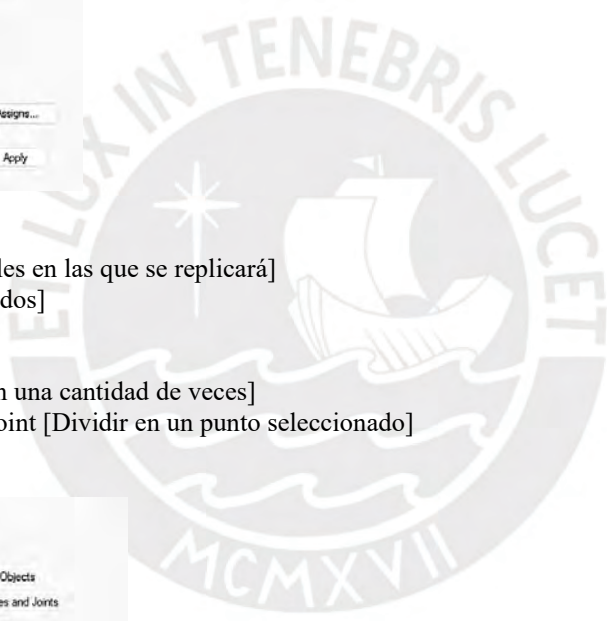 Assigns...
Apply
les en las que se replicará]
dos]
una cantidad de veces]
oint [Dividir en un punto seleccionado]
Objects
es and Joints
ET LUX IN TENEBRIS LUCET
MCMXVII